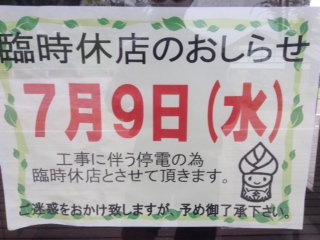 臨時休店のおしらせ
7月9日(水)
工事に伴う停電の為
臨時休店とさせて頂きます。
ご迷惑をおかけ致しますが、予め御了承下さい。